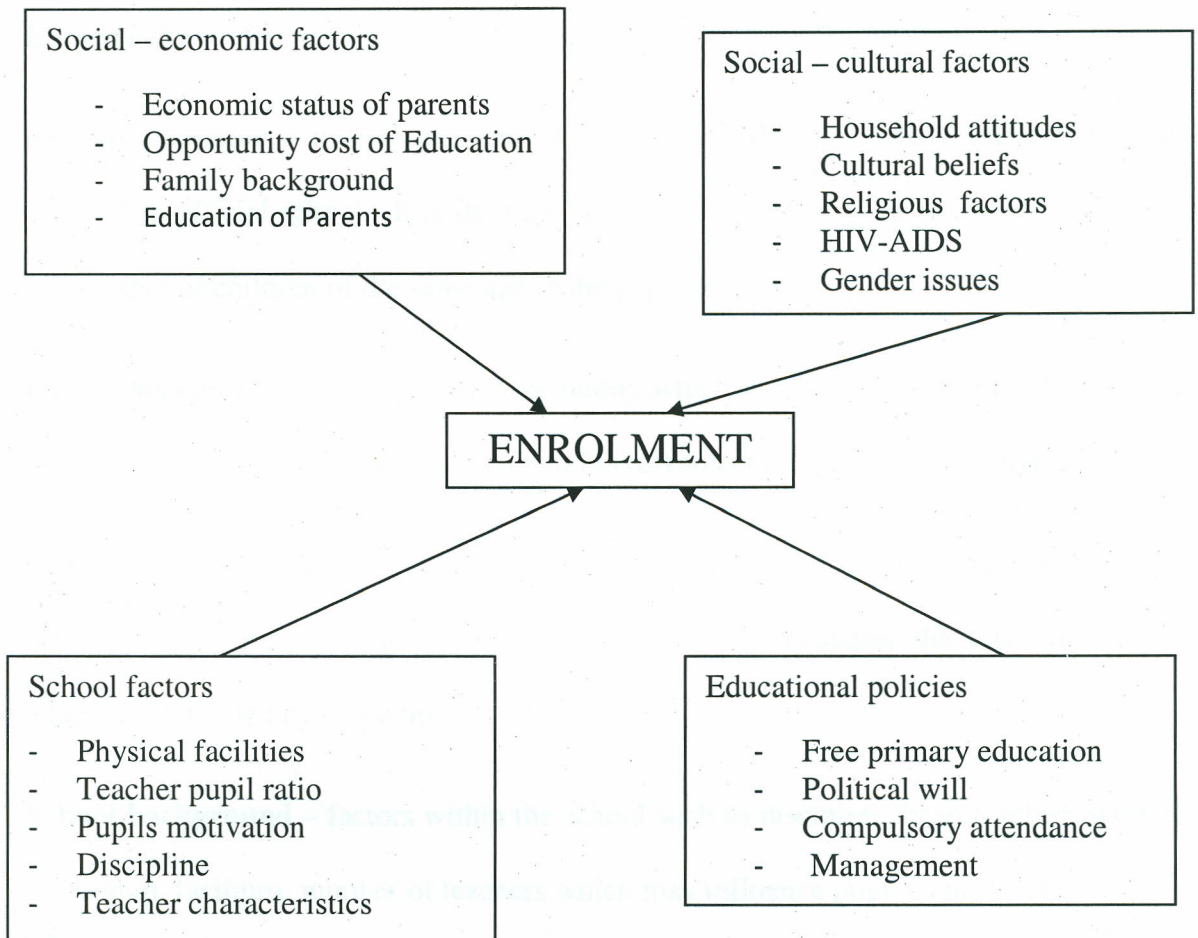 Social – economic factors
- Economic status of parents
- Opportunity cost of Education
- Family background
- Education of Parents
Social – cultural factors
- Household attitudes
- Cultural beliefs
- Religious factors
- HIV-AIDS
- Gender issues
ENROLMENT
School factors
- Physical facilities
- Teacher pupil ratio
- Pupils motivation
- Discipline
- Teacher characteristics
Educational policies
- Free primary education
- Political will
- Compulsory attendance
- Management